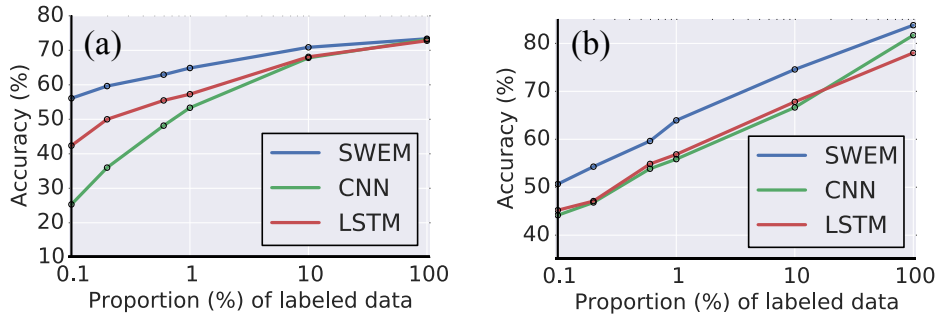 (a)
Accuracy (%)
80
70
60
50
40
30
20
10
SWEM
CNN
LSTM
0.1 1 10 100
Proportion (%) of labeled data
(b)
Accuracy (%)
80
70
60
50
40
SWEM
CNN
LSTM
0.1 1 10 100
Proportion (%) of labeled data